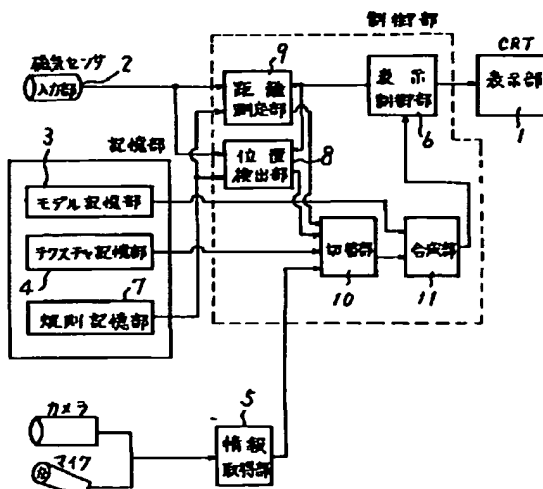 制御部
磁気センサ
2
入力部
9
距離
測定部
表示
制御部
6
CRT
表示部
1
記憶部
3
位置
検出部
8
モデル記憶部
テクスチャ記憶部
4
切替部
10
合成部
11
7
規則記憶部
カメラ
マイク
5
情報
取得部